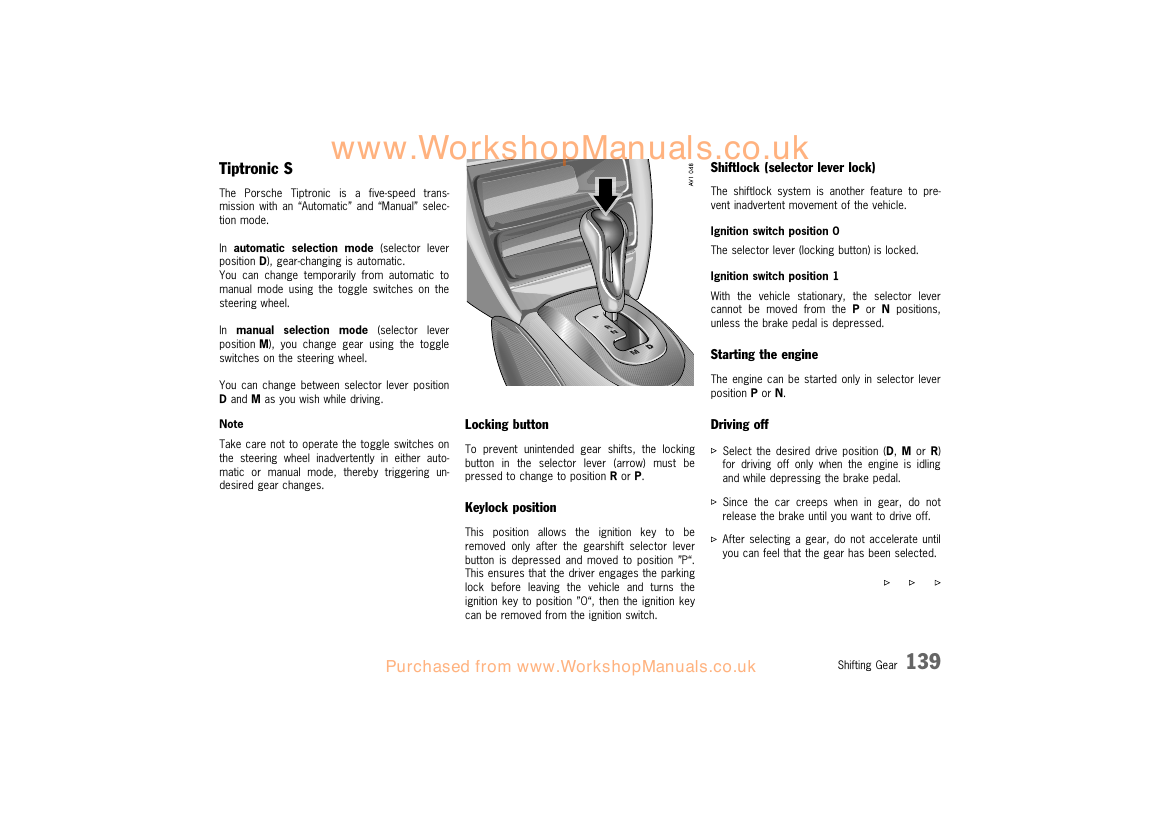 www.WorkshopManuals.co.uk
Tiptronic S
The Porsche Tiptronic is a five-speed trans-
mission with an “Automatic” and “Manual” selec-
tion mode.
In automatic selection mode (selector lever
position D), gear-changing is automatic.
You can change temporarily from automatic to
manual mode using the toggle switches on the
steering wheel.
In manual selection mode (selector lever
position M), you change gear using the toggle
switches on the steering wheel.
You can change between selector lever position
D and M as you wish while driving.
Note
Take care not to operate the toggle switches on
the steering wheel inadvertently in either auto-
matic or manual mode, thereby triggering un-
desired gear changes.
AV1 048
P
R
N
D
M
Locking button
To prevent unintended gear shifts, the locking
button in the selector lever (arrow) must be
pressed to change to position R or P.
Keylock position
This position allows the ignition key to be
removed only after the gearshift selector lever
button is depressed and moved to position ″P“.
This ensures that the driver engages the parking
lock before leaving the vehicle and turns the
ignition key to position ″O“, then the ignition key
can be removed from the ignition switch.
Shiftlock (selector lever lock)
The shiftlock system is another feature to pre-
vent inadvertent movement of the vehicle.
Ignition switch position 0
The selector lever (locking button) is locked.
Ignition switch position 1
With the vehicle stationary, the selector lever
cannot be moved from the P or N positions,
unless the brake pedal is depressed.
Starting the engine
The engine can be started only in selector lever
position P or N.
Driving off
▷ Select the desired drive position (D, M or R)
for driving off only when the engine is idling
and while depressing the brake pedal.
▷ Since the car creeps when in gear, do not
release the brake until you want to drive off.
▷ After selecting a gear, do not accelerate until
you can feel that the gear has been selected.
▷ ▷ ▷
Purchased from www.WorkshopManuals.co.uk
Shifting Gear 139